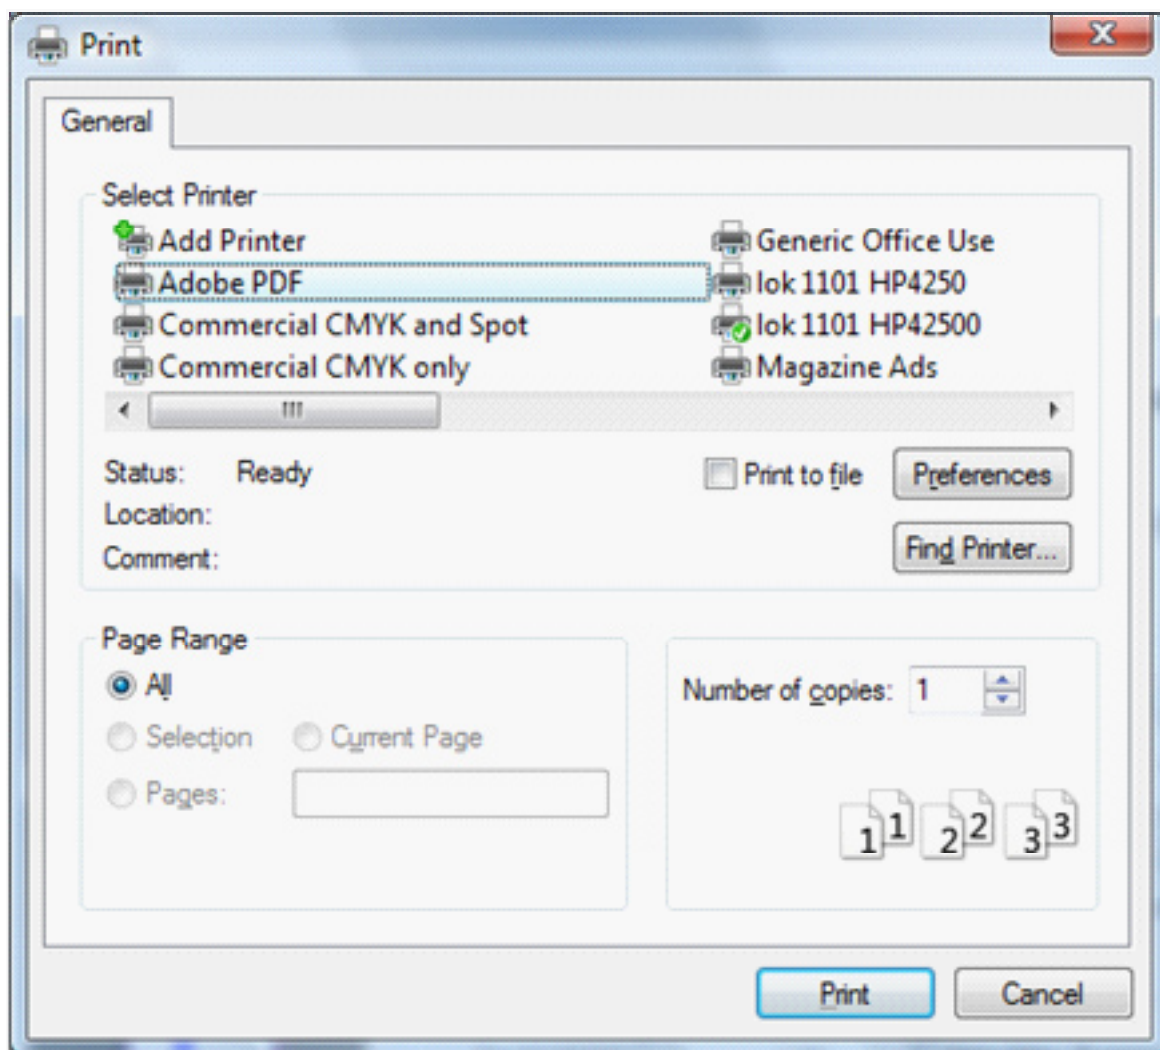 Print
General
Select Printer
Add Printer
Generic Office Use
Adobe PDF
lok 1101 HP4250
Commercial CMYK and Spot
lok 1101 HP42500
Commercial CMYK only
Magazine Ads
Status: Ready
Print to file
Preferences
Location:
Comment:
Find Printer...
Page Range
All
Number of copies: 1
Selection
Current Page
Pages:
1 1 2 2 3 3
Print
Cancel